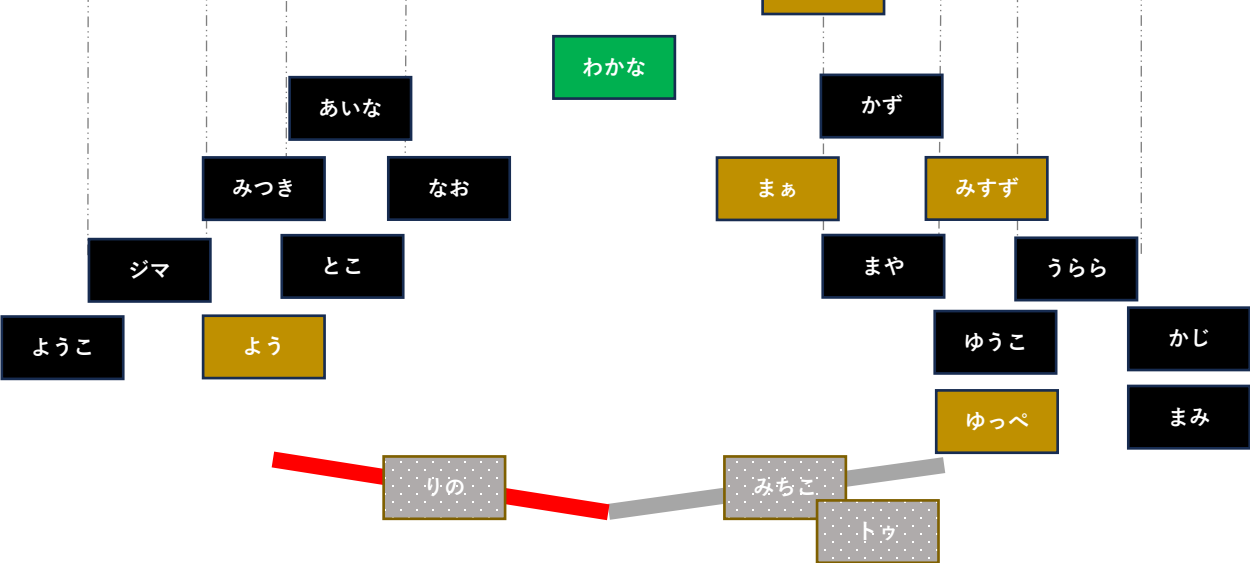 わかな
あいな
かず
みつき
なお
まぁ
みすず
ジマ
とこ
まや
うらら
ようこ
よう
ゆうこ
かじ
ゆっぺ
まみ
りの
みちこ
トゥ